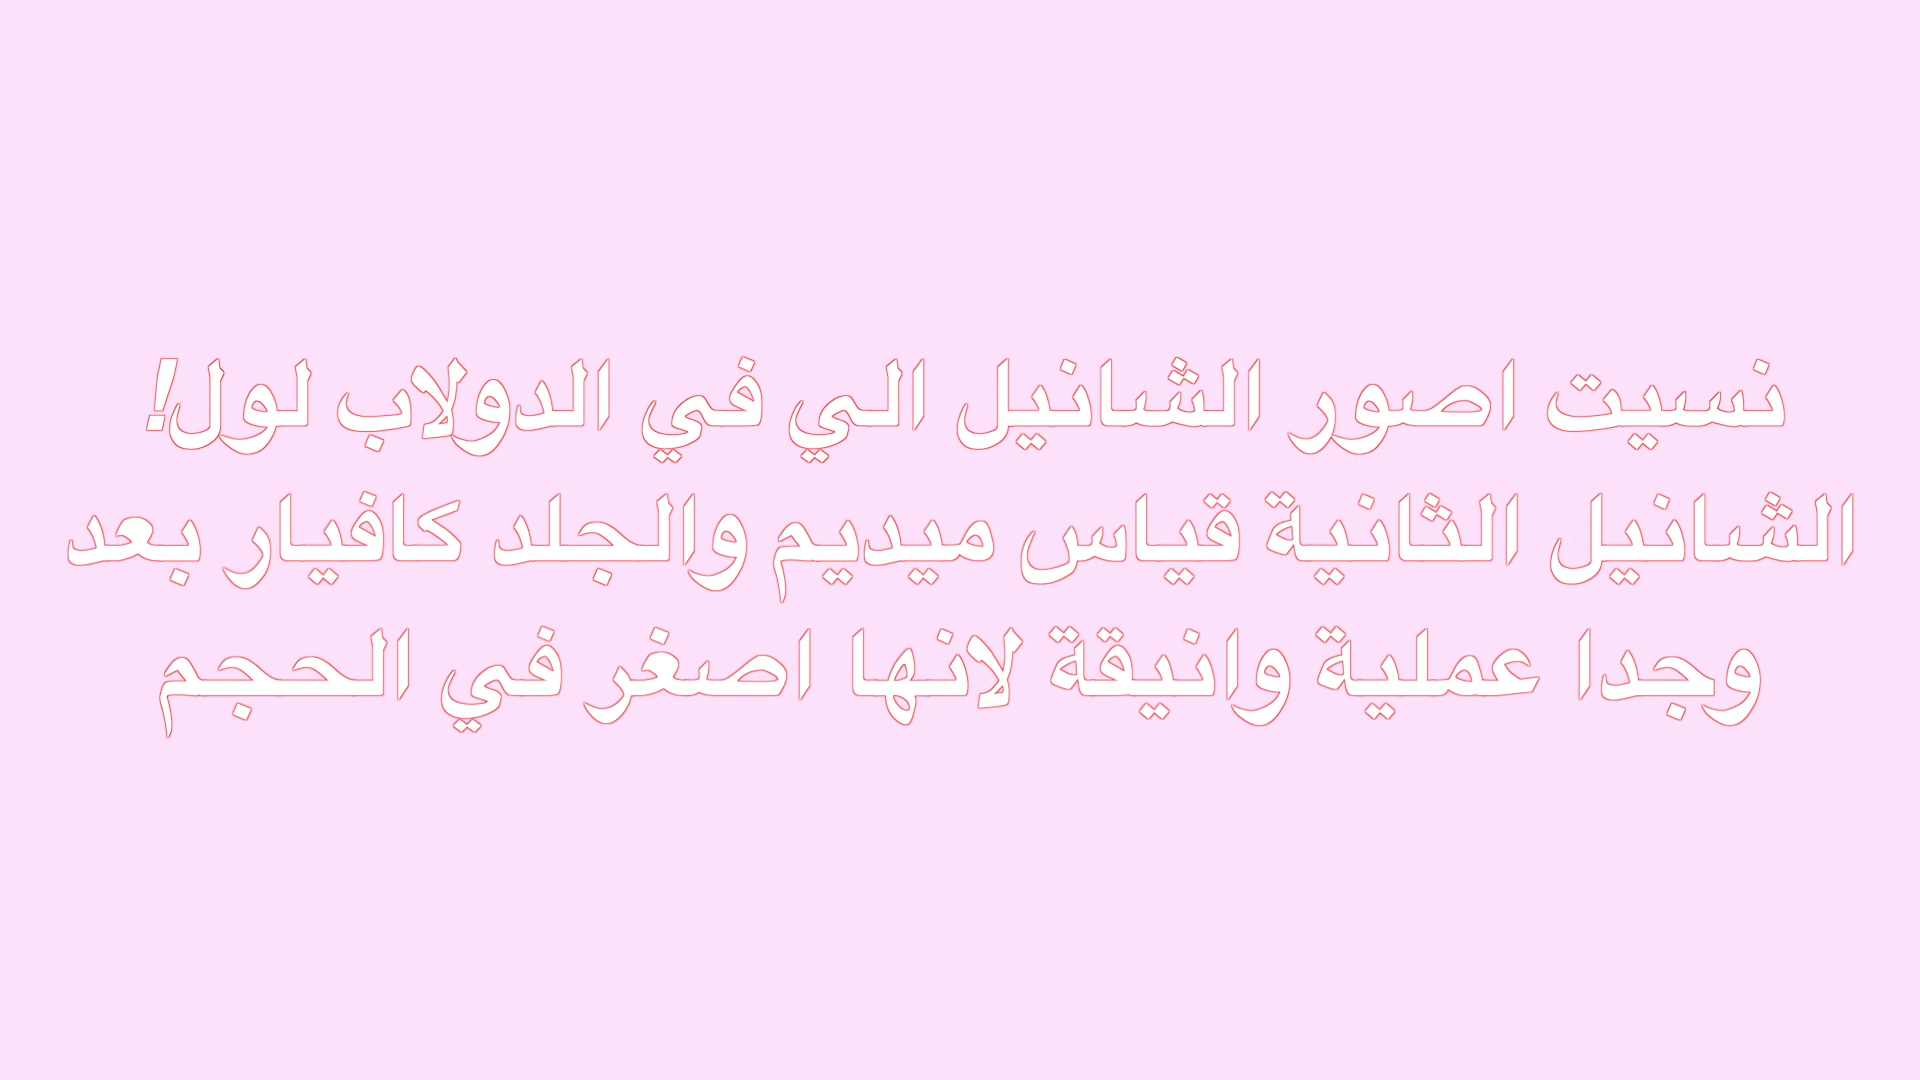 نسيت اصور الشانيل الي في الدولاب لول!
الشانيل الثانية قياس ميديم والجلد كافيار بعد
وجدا عملية وانيقة لانها اصغر في الحجم